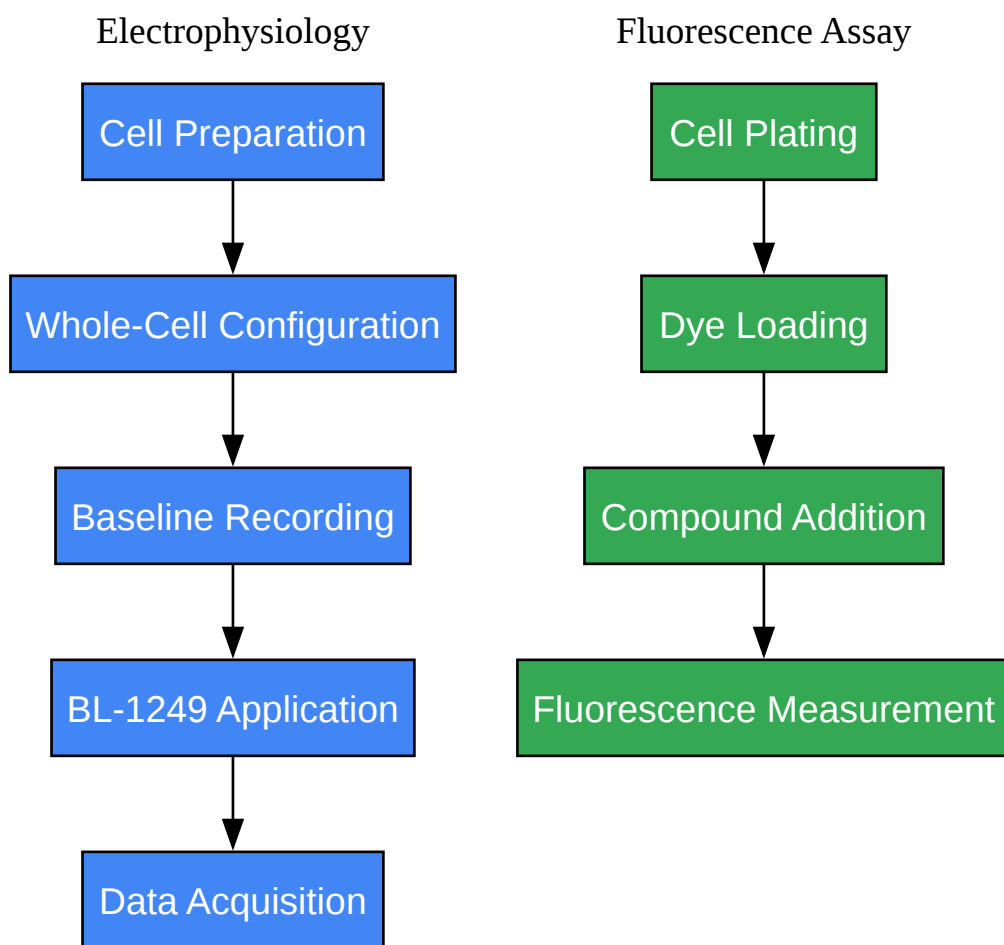 Electrophysiology
Cell Preparation
Whole-Cell Configuration
Baseline Recording
BL-1249 Application
Data Acquisition
Fluorescence Assay
Cell Plating
Dye Loading
Compound Addition
Fluorescence Measurement